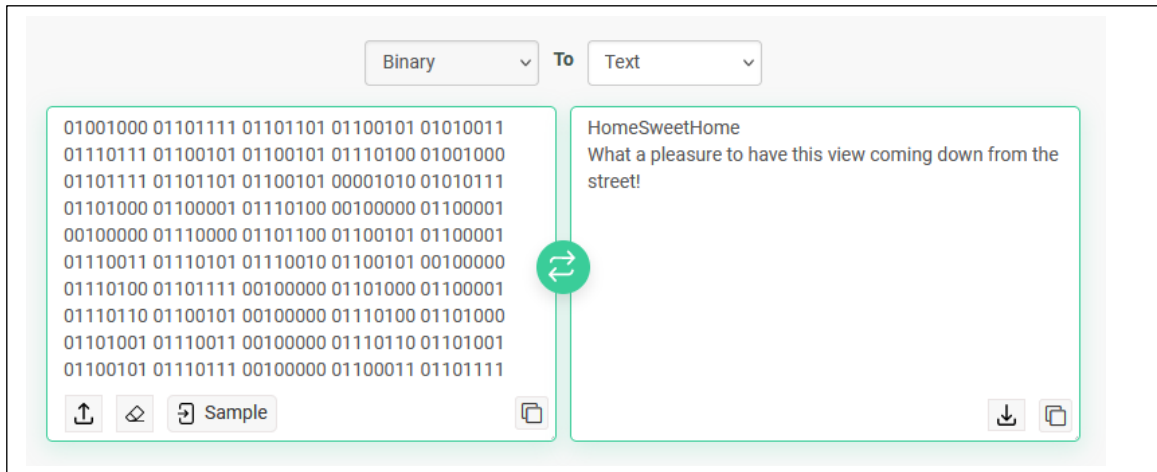 Binary To Text
01001000 01101111 01101101 01100101 01010011
01110111 01100101 01100101 01110100 01001000
01101111 01101101 01100101 00001010 01010111
01101000 01100001 01110100 00100000 01100001
00100000 01110000 01101100 01100101 01100001
01110011 01110101 01110010 01100101 00100000
01110100 01101111 00100000 01101000 01100001
01110110 01100101 00100000 01110100 01101000
01101001 01110011 00100000 01110110 01101001
01100101 01110111 00100000 01100011 01101111
Sample
HomeSweetHome
What a pleasure to have this view coming down from the
street!